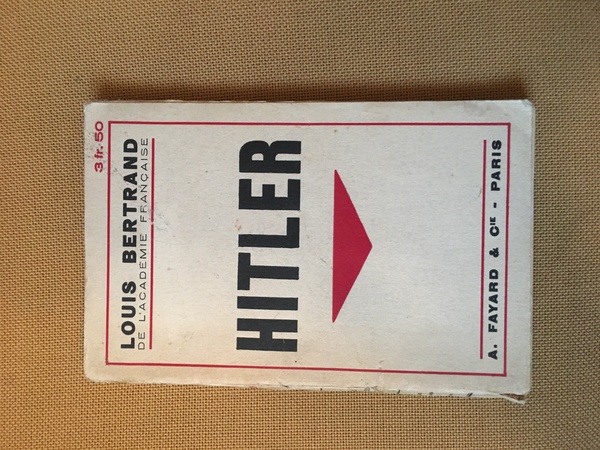 3 fr. 50
LOUIS BERTRAND
DE L'ACADÉMIE FRANÇAISE
HITLER
A. FAYARD & CIE - PARIS